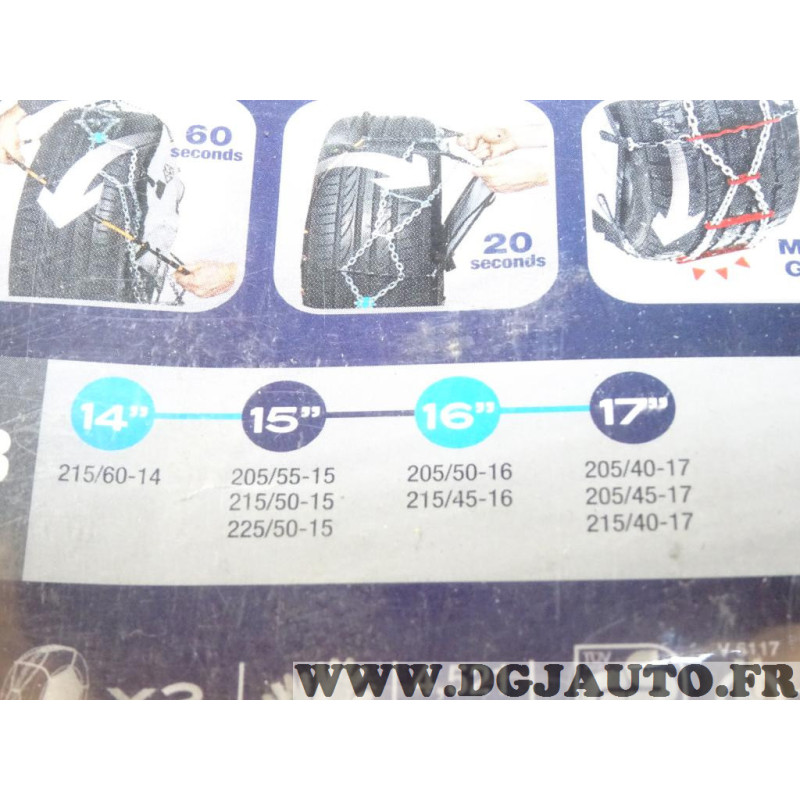 60
seconds
20
seconds
14” 15” 16” 17”
215/60-14 205/55-15 205/50-16 205/40-17
215/50-15 215/45-16 205/45-17
225/50-15 215/40-17
TÜV
X2
WWW.DGJAUTO.FR